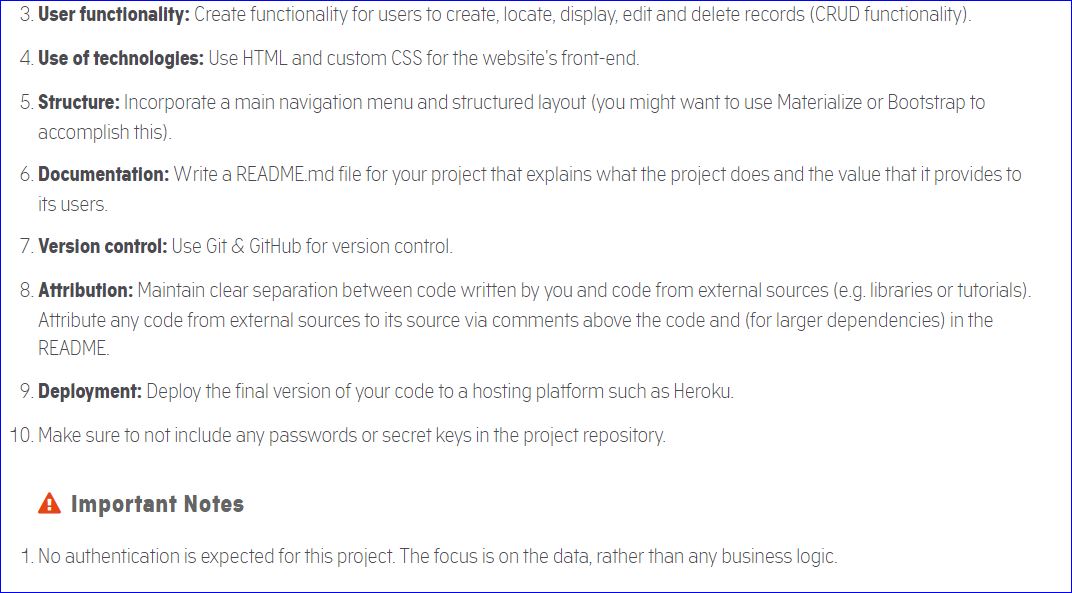 3. User functionality: Create functionality for users to create, locate, display, edit and delete records (CRUD functionality).
4. Use of technologies: Use HTML and custom CSS for the website's front-end.
5. Structure: Incorporate a main navigation menu and structured layout (you might want to use Materialize or Bootstrap to
accomplish this).
6. Documentation: Write a README.md file for your project that explains what the project does and the value that it provides to
its users.
7. Version control: Use Git & GitHub for version control.
8. Attribution: Maintain clear separation between code written by you and code from external sources (e.g. libraries or tutorials).
Attribute any code from external sources to its source via comments above the code and (for larger dependencies) in the
README.
9. Deployment: Deploy the final version of your code to a hosting platform such as Heroku.
10. Make sure to not include any passwords or secret keys in the project repository.
Important Notes
1. No authentication is expected for this project. The focus is on the data, rather than any business logic.